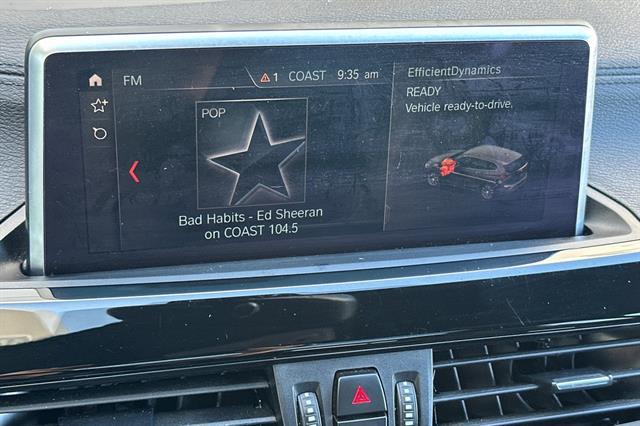 FM
1 COAST 9:35 am
POP
Bad Habits - Ed Sheeran
on COAST 104.5
EfficientDynamics
READY
Vehicle ready-to-drive.